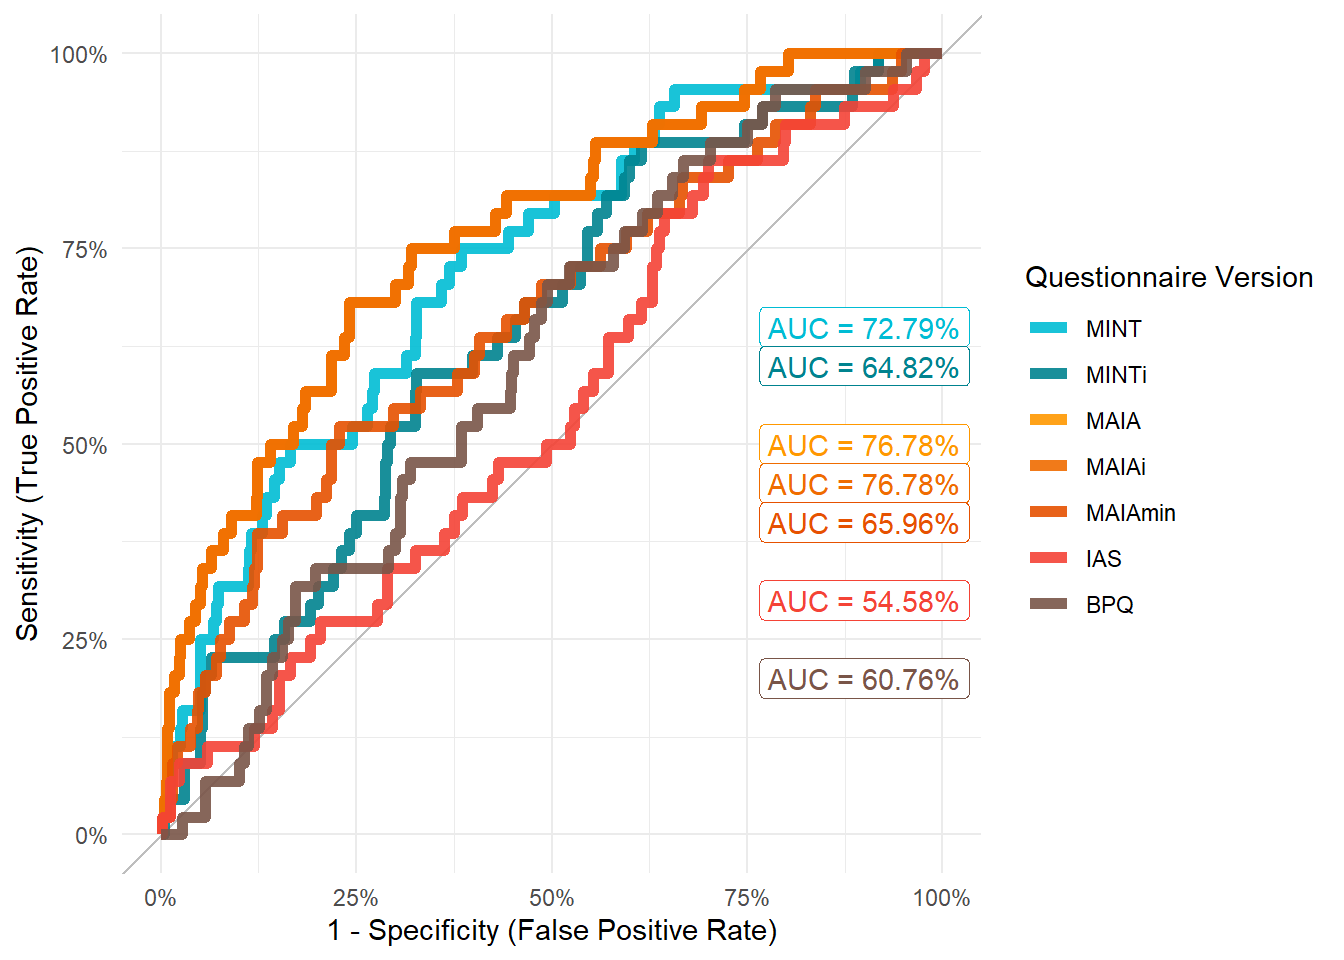 100%
75%
50%
25%
0%
Sensitivity (True Positive Rate)
0%
25%
50%
75%
100%
1 - Specificity (False Positive Rate)
AUC = 72.79%
AUC = 64.82%
AUC = 76.78%
AUC = 76.78%
AUC = 65.96%
AUC = 54.58%
AUC = 60.76%
Questionnaire Version
MINT
MINTi
MAIA
MAIAi
MAIAmin
IAS
BPQ